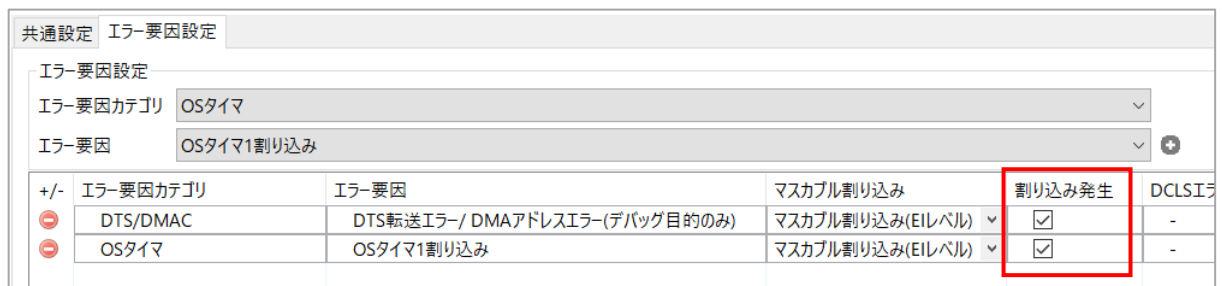 共通設定 エラー要因設定
エラー要因設定
エラー要因カテゴリ OSタイマ
エラー要因 OSタイマ1割り込み
+/- エラー要因カテゴリ エラー要因 マスカブル割り込み 割り込み発生 DCLSエラ
DTS/DMAC DTS転送エラー/ DMAアドレスエラー(デバッグ目的のみ) マスカブル割り込み(EIレベル) -
OSタイマ OSタイマ1割り込み マスカブル割り込み(EIレベル) -